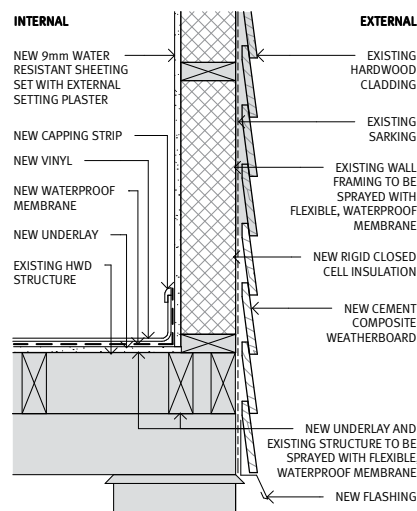 INTERNAL
NEW 9mm WATER
RESISTANT SHEETING
SET WITH EXTERNAL
SETTING PLASTER
NEW CAPPING STRIP
NEW VINYL
NEW WATERPROOF
MEMBRANE
NEW UNDERLAY
EXISTING HWD
STRUCTURE
EXTERNAL
EXISTING
HARDWOOD
CLADDING
EXISTING
SARKING
EXISTING WALL
FRAMING TO BE
SPRAYED WITH
FLEXIBLE, WATERPROOF
MEMBRANE
NEW RIGID CLOSED
CELL INSULATION
NEW CEMENT
COMPOSITE
WEATHERBOARD
NEW UNDERLAY AND
EXISTING STRUCTURE TO BE
SPRAYED WITH FLEXIBLE
WATERPROOF MEMBRANE
NEW FLASHING